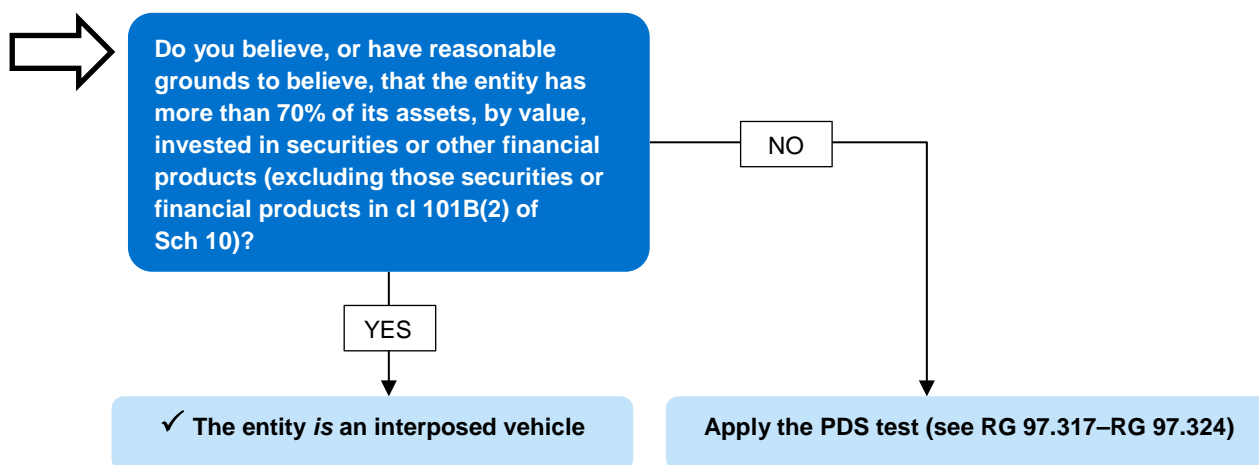 Do you believe, or have reasonable
grounds to believe, that the entity has
more than 70% of its assets, by value,
invested in securities or other financial
products (excluding those securities or
financial products in cl 101B(2) of
Sch 10)?
NO
YES
✓ The entity is an interposed vehicle
Apply the PDS test (see RG 97.317–RG 97.324)